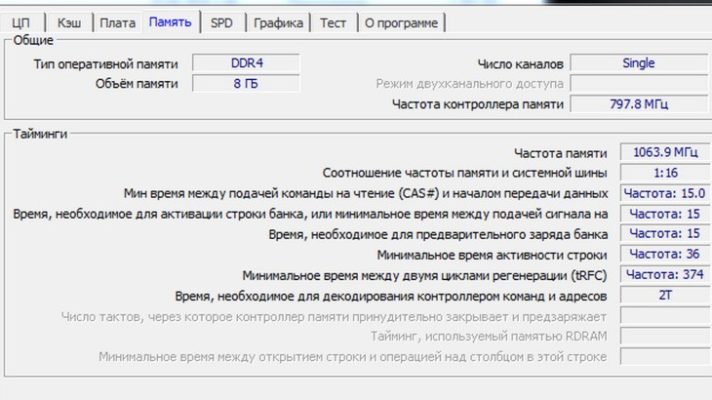 ЦП Кэш Плата Память SPD Графика Тест О программе
Общие
Тип оперативной памяти DDR4 Число каналов Single
Объём памяти 8 ГБ Режим двухканального доступа
Частота контроллера памяти 797.8 МГц
Тайминги
Частота памяти 1063.9 МГц
Соотношение частоты памяти и системной шины 1:16
Мин время между подачей команды на чтение (CAS#) и началом передачи данных Частота: 15.0
Время, необходимое для активации строки банка, или минимальное время между подачей сигнала на Частота: 15
Время, необходимое для предварительного заряда банка Частота: 15
Минимальное время активности строки Частота: 36
Минимальное время между двумя циклами регенерации (tRFC) Частота: 374
Время, необходимое для декодирования контроллером команд и адресов 2T
Число тактов, через которое контроллер памяти принудительно закрывает и предзаряжает
Тайминг, используемый памятью RDRAM
Минимальное время между открытием строки и операцией над столбцом в этой строке